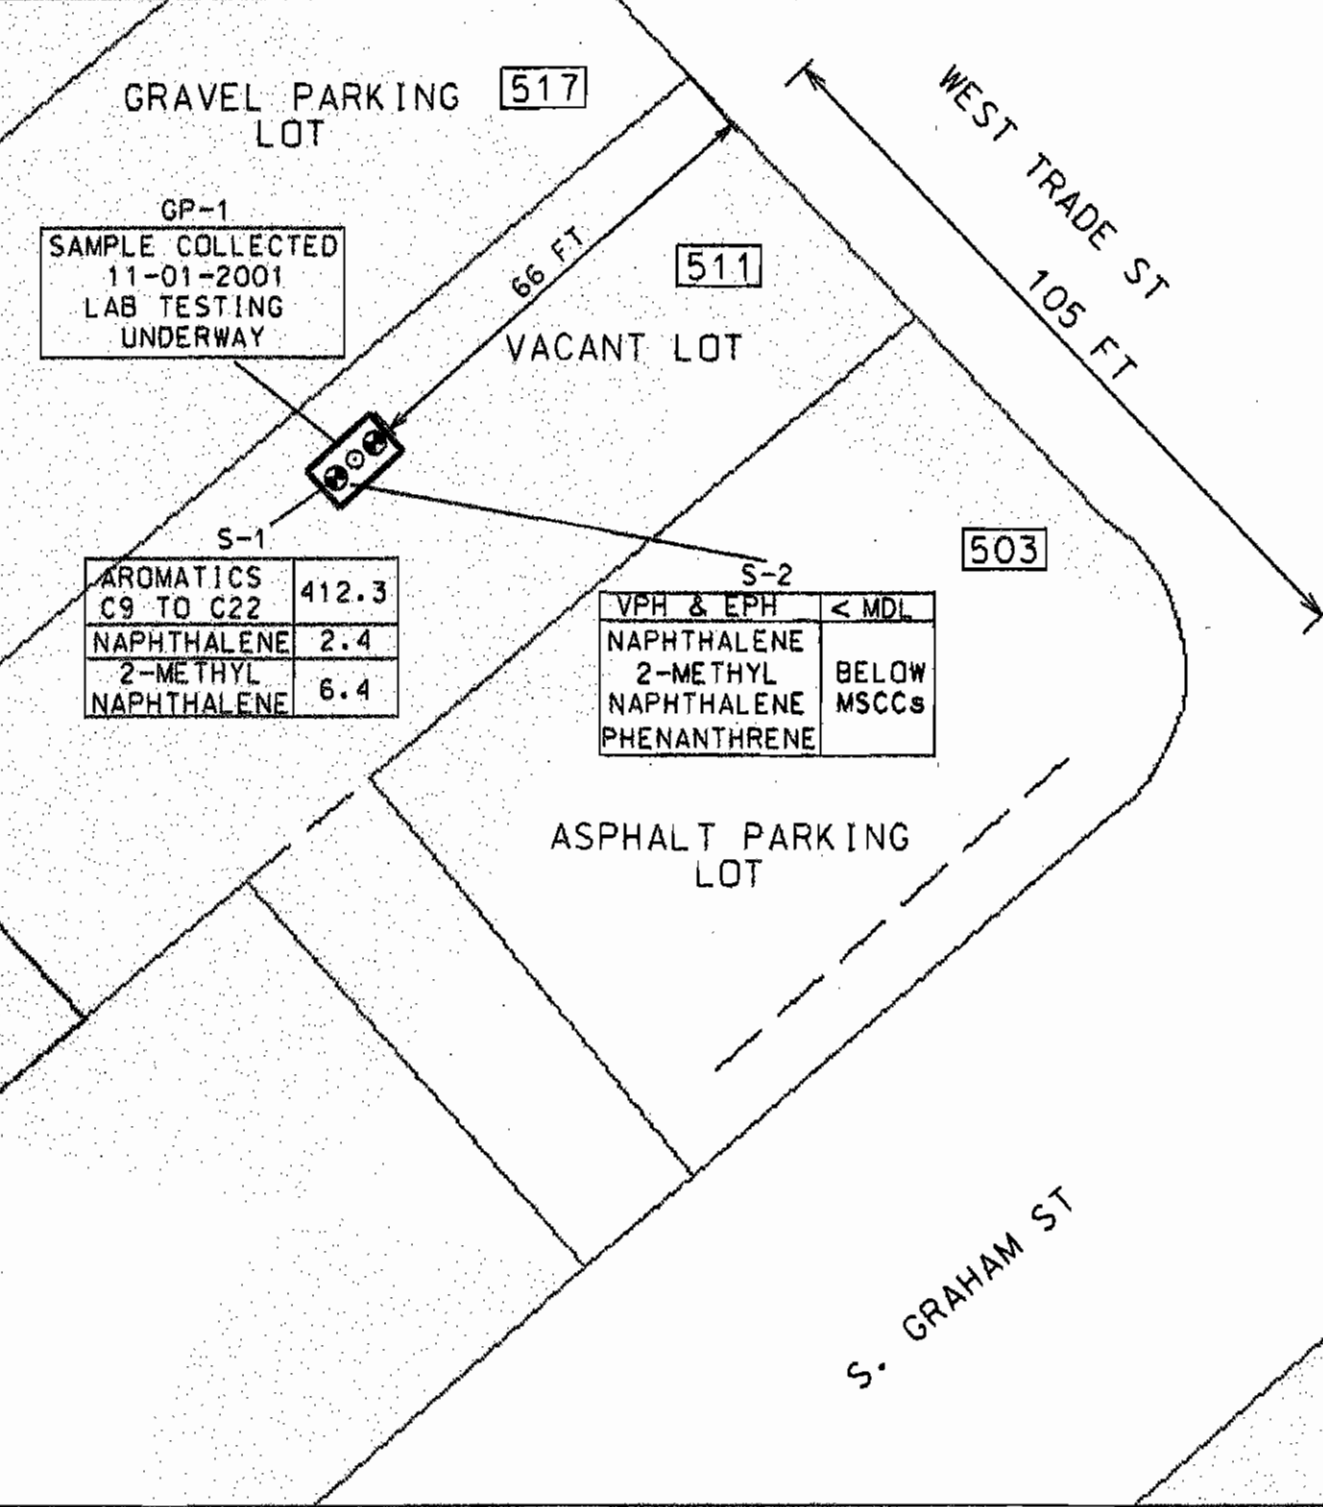 GRAVEL PARKING
LOT
517
WEST TRADE ST
105 FT
GP-1
SAMPLE COLLECTED
11-01-2001
LAB TESTING
UNDERWAY
66 FT
511
VACANT LOT
503
S-1
AROMATICS
C9 TO C22
412.3
NAPHTHALENE 2.4
2-METHYL
NAPHTHALENE
6.4
S-2
VPH & EPH < MDL
NAPHTHALENE
2-METHYL
NAPHTHALENE
PHENANTHRENE
BELOW
MSCCs
ASPHALT PARKING
LOT
S. GRAHAM ST